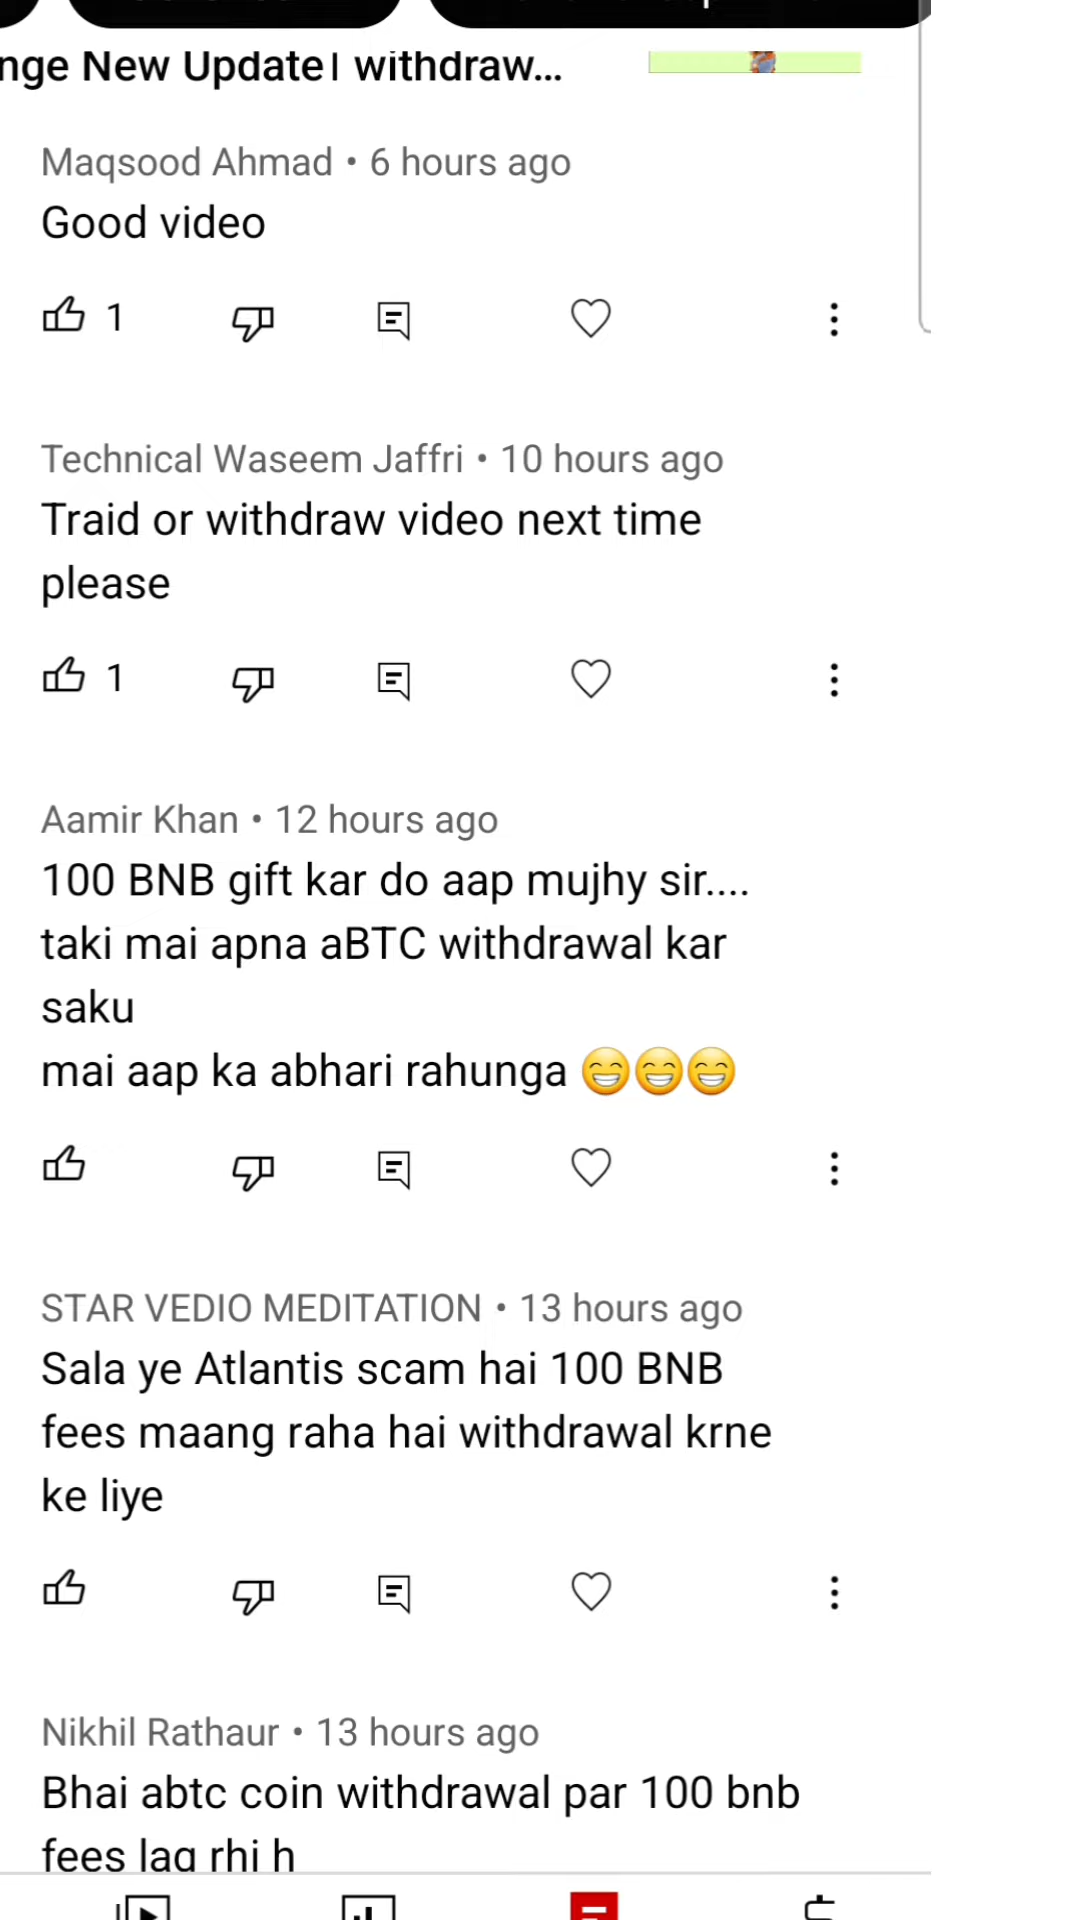 nge New Update। withdraw...
Maqsood Ahmad • 6 hours ago
Good video
1
Technical Waseem Jaffri • 10 hours ago
Traid or withdraw video next time
please
1
Aamir Khan • 12 hours ago
100 BNB gift kar do aap mujhy sir....
taki mai apna aBTC withdrawal kar
saku
mai aap ka abhari rahunga 😁😁😁
STAR VEDIO MEDITATION • 13 hours ago
Sala ye Atlantis scam hai 100 BNB
fees maang raha hai withdrawal krne
ke liye
Nikhil Rathaur • 13 hours ago
Bhai abtc coin withdrawal par 100 bnb
fees lag rhi h